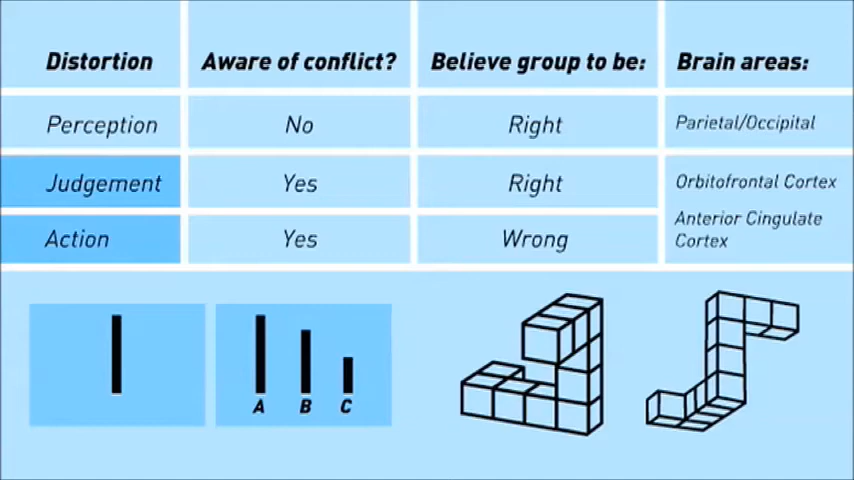 Distortion Aware of conflict? Believe group to be: Brain areas:
Perception No Right Parietal/Occipital
Judgement Yes Right Orbitofrontal Cortex
Action Yes Wrong Anterior Cingulate
Cortex
A B C